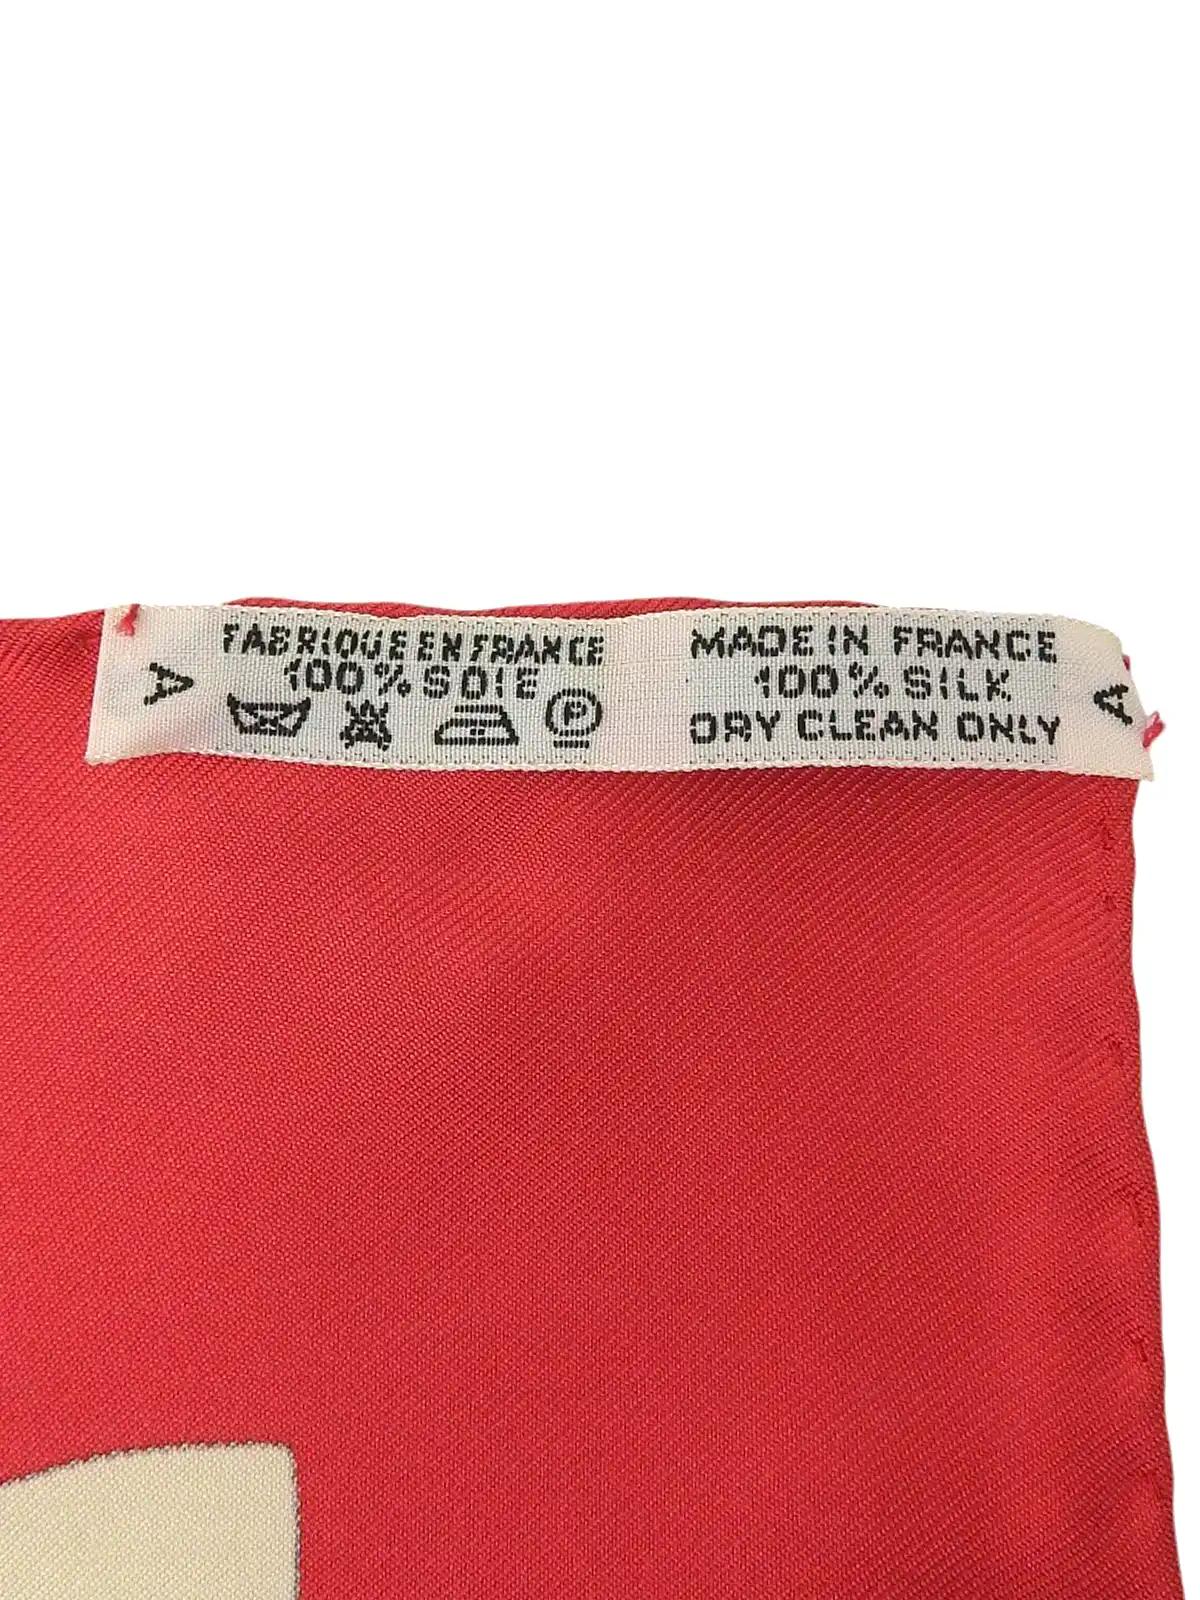 A
FABRIQUE EN FRANCE
100% SOIE
P
MADE IN FRANCE
100% SILK
DRY CLEAN ONLY
A